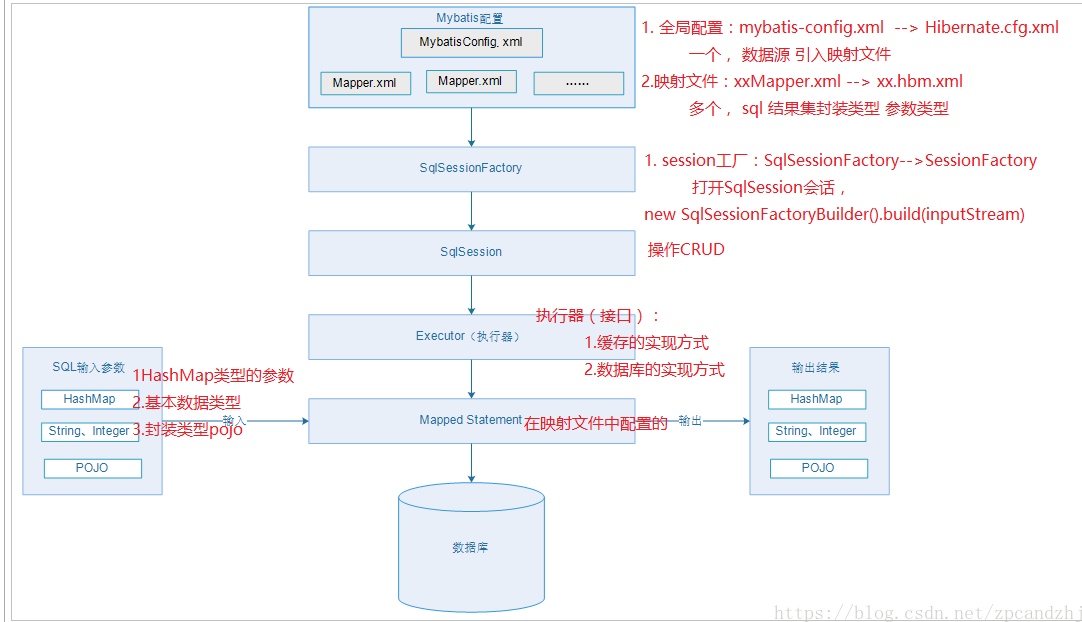 Mybatis配置
MybatisConfig.xml
Mapper.xml
Mapper.xml
......
1. 全局配置：mybatis-config.xml --> Hibernate.cfg.xml
一个， 数据源 引入映射文件
2.映射文件：xxMapper.xml --> xx.hbm.xml
多个， sql 结果集封装类型 参数类型
SqlSessionFactory
1. session工厂：SqlSessionFactory-->SessionFactory
打开SqlSession会话，
new SqlSessionFactoryBuilder().build(inputStream)
SqlSession
操作CRUD
Executor（执行器）
执行器（接口）：
1.缓存的实现方式
2.数据库的实现方式
SQL输入参数
HashMap
String、Integer
POJO
1HashMap类型的参数
2.基本数据类型
3.封装类型pojo
输入
Mapped Statement
在映射文件中配置的
输出
输出结果
HashMap
String、Integer
POJO
数据库
https://blog.csdn.net/zpcandzhj